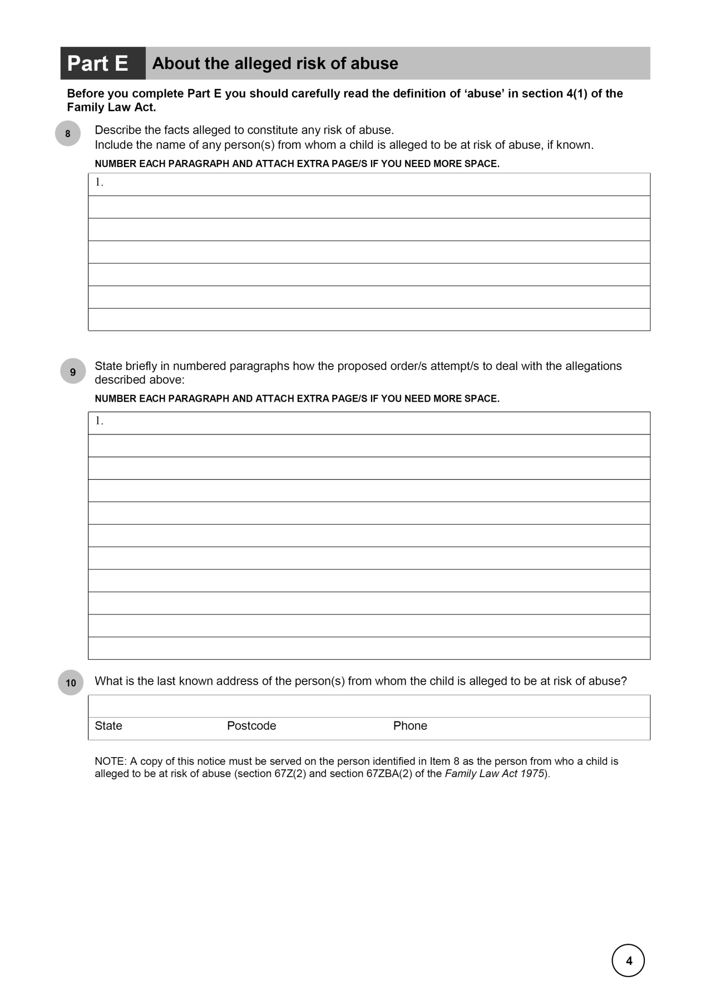 Part E About the alleged risk of abuse
Before you complete Part E you should carefully read the definition of ‘abuse’ in section 4(1) of the
Family Law Act.
8 Describe the facts alleged to constitute any risk of abuse.
Include the name of any person(s) from whom a child is alleged to be at risk of abuse, if known.
NUMBER EACH PARAGRAPH AND ATTACH EXTRA PAGE/S IF YOU NEED MORE SPACE.
1.
9 State briefly in numbered paragraphs how the proposed order/s attempt/s to deal with the allegations
described above:
NUMBER EACH PARAGRAPH AND ATTACH EXTRA PAGE/S IF YOU NEED MORE SPACE.
1.
10 What is the last known address of the person(s) from whom the child is alleged to be at risk of abuse?
State Postcode Phone
NOTE: A copy of this notice must be served on the person identified in Item 8 as the person from who a child is
alleged to be at risk of abuse (section 67Z(2) and section 67ZBA(2) of the Family Law Act 1975).
4